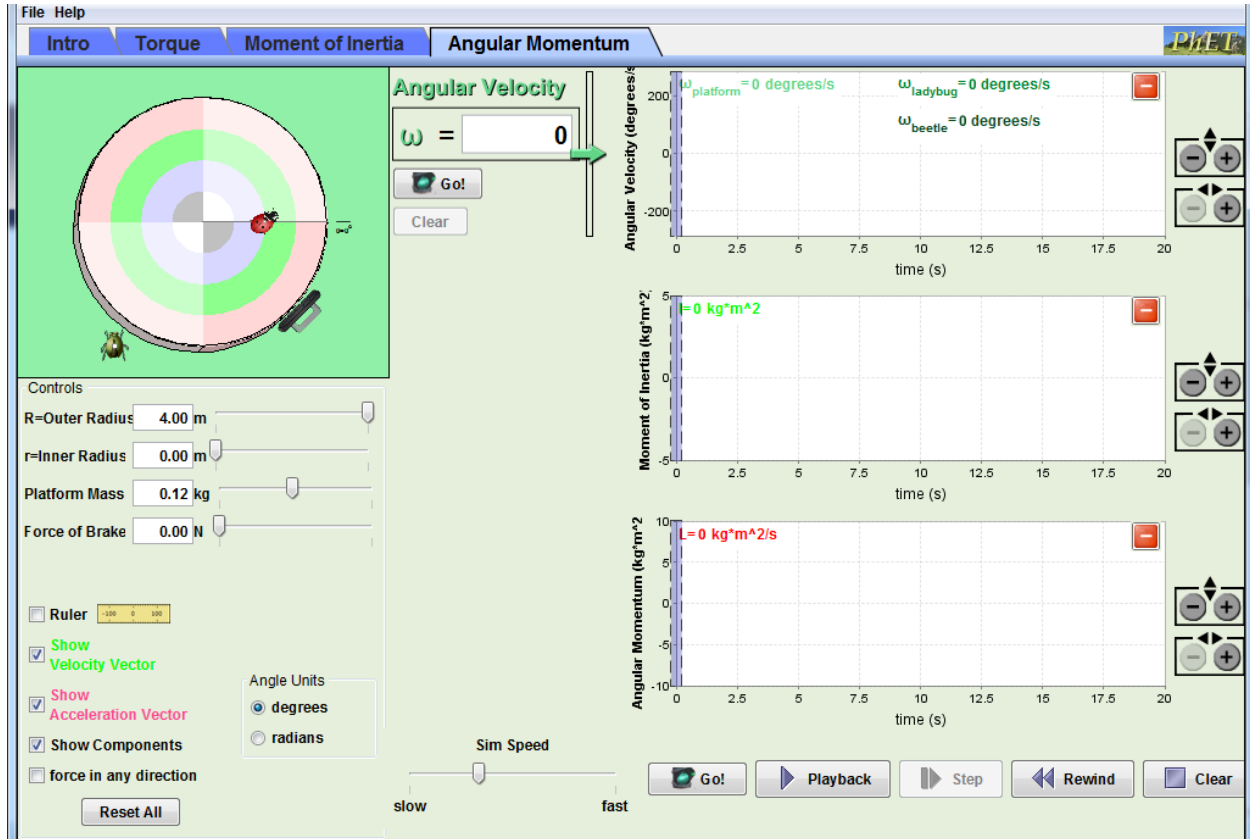 File Help
Intro Torque Moment of Inertia Angular Momentum
PhET
Angular Velocity
ω = 0
Go!
Clear
Angular Velocity (degrees/s
ω platform = 0 degrees/s
ω ladybug = 0 degrees/s
ω beetle = 0 degrees/s
200
0
-200
0 2.5 5 7.5 10 12.5 15 17.5 20
time (s)
Moment of Inertia (kg*m^2)
I= 0 kg*m^2
5
0
-5
0 2.5 5 7.5 10 12.5 15 17.5 20
time (s)
Angular Momentum (kg*m^2
L= 0 kg*m^2/s
10
5
0
-5
-10
0 2.5 5 7.5 10 12.5 15 17.5 20
time (s)
Controls
R=Outer Radius 4.00 m
r=Inner Radius 0.00 m
Platform Mass 0.12 kg
Force of Brake 0.00 N
Ruler -100 0 100
Show
Velocity Vector
Show
Acceleration Vector
Show Components
force in any direction
Reset All
Angle Units
degrees
radians
Sim Speed
slow fast
Go! Playback Step Rewind Clear